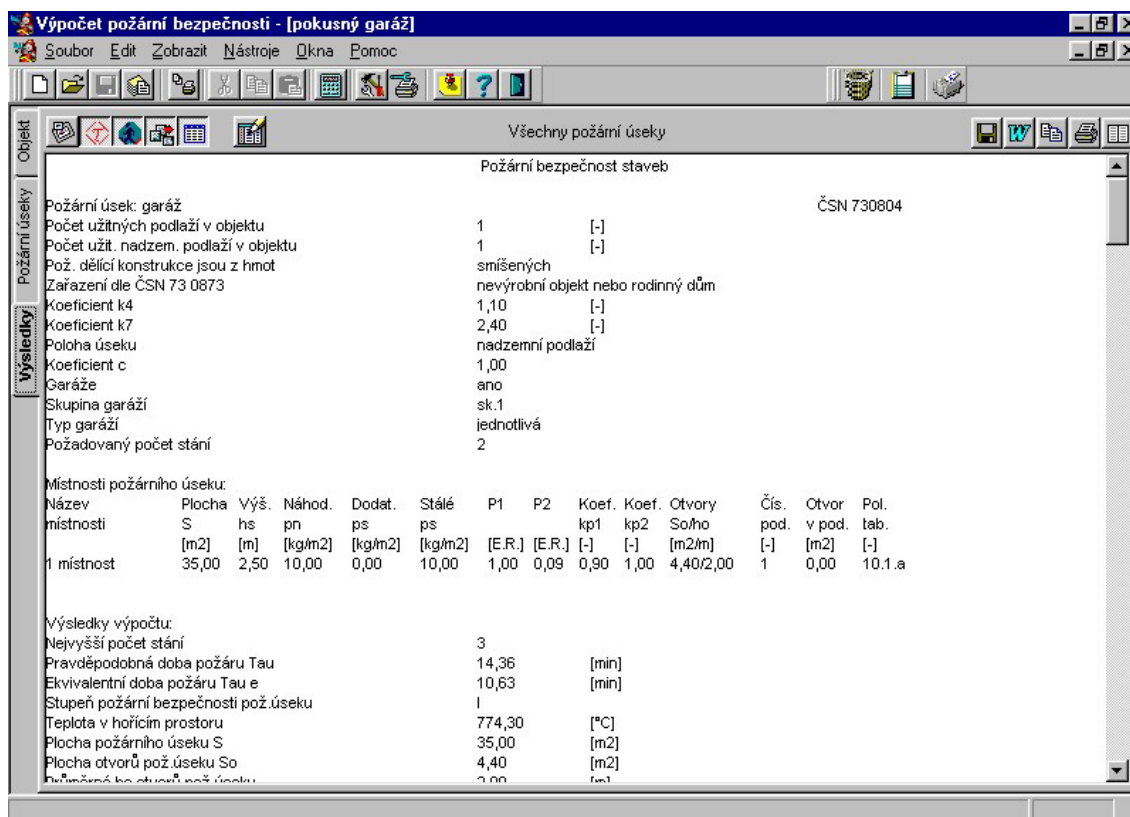 Výpočet požární bezpečnosti - [pokusný garáž]
Soubor Edit Zobrazit Nástroje Okna Pomoc
Objekt
Požární úseky
Výsledky
Všechny požární úseky
Požární bezpečnost staveb
Požární úsek: garáž ČSN 730804
Počet užitných podlaží v objektu 1 [-]
Počet užit. nadzem. podlaží v objektu 1 [-]
Pož. dělící konstrukce jsou z hmot smíšených
Zařazení dle ČSN 73 0873 nevýrobní objekt nebo rodinný dům
Koeficient k4 1,10 [-]
Koeficient k7 2,40 [-]
Poloha úseku nadzemní podlaží
Koeficient c 1,00
Garáže ano
Skupina garáží sk.1
Typ garáží jednotlivá
Požadovaný počet stání 2
Místnosti požárního úseku:
Název Plocha Výš. Náhod. Dodat. Stálé P1 P2 Koef. Koef. Otvory Čís. Otvor Pol.
místnosti S hs pn ps ps kp1 kp2 So/ho pod. v pod. tab.
[m2] [m] [kg/m2] [kg/m2] [kg/m2] [E.R.] [E.R.] [-] [-] [m2/m] [-] [m2] [-]
1 místnost 35,00 2,50 10,00 0,00 10,00 1,00 0,09 0,90 1,00 4,40/2,00 1 0,00 10.1.a
Výsledky výpočtu:
Nejvyšší počet stání 3
Pravděpodobná doba požáru Tau 14,36 [min]
Ekvivalentní doba požáru Tau e 10,63 [min]
Stupeň požární bezpečnosti pož.úseku I
Teplota v hořícím prostoru 774,30 [°C]
Plocha požárního úseku S 35,00 [m2]
Plocha otvorů pož.úseku So 4,40 [m2]
Průměrná ho otvorů pož.úseku 2,00 [m]